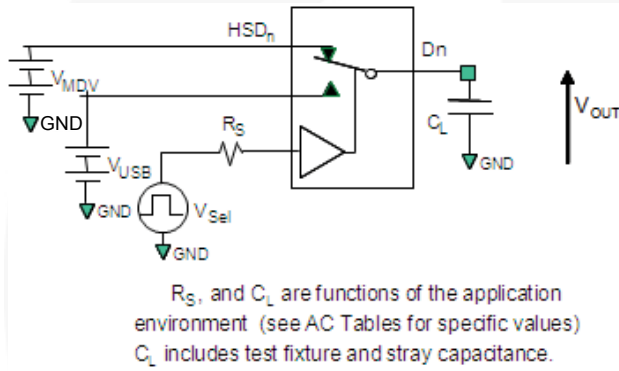 HSDn Dn
VMDV
GND
RS
CL
VOUT
GND
VUSB
GND
VSel
GND
RS, and CL are functions of the application
environment (see AC Tables for specific values)
CL includes test fixture and stray capacitance.